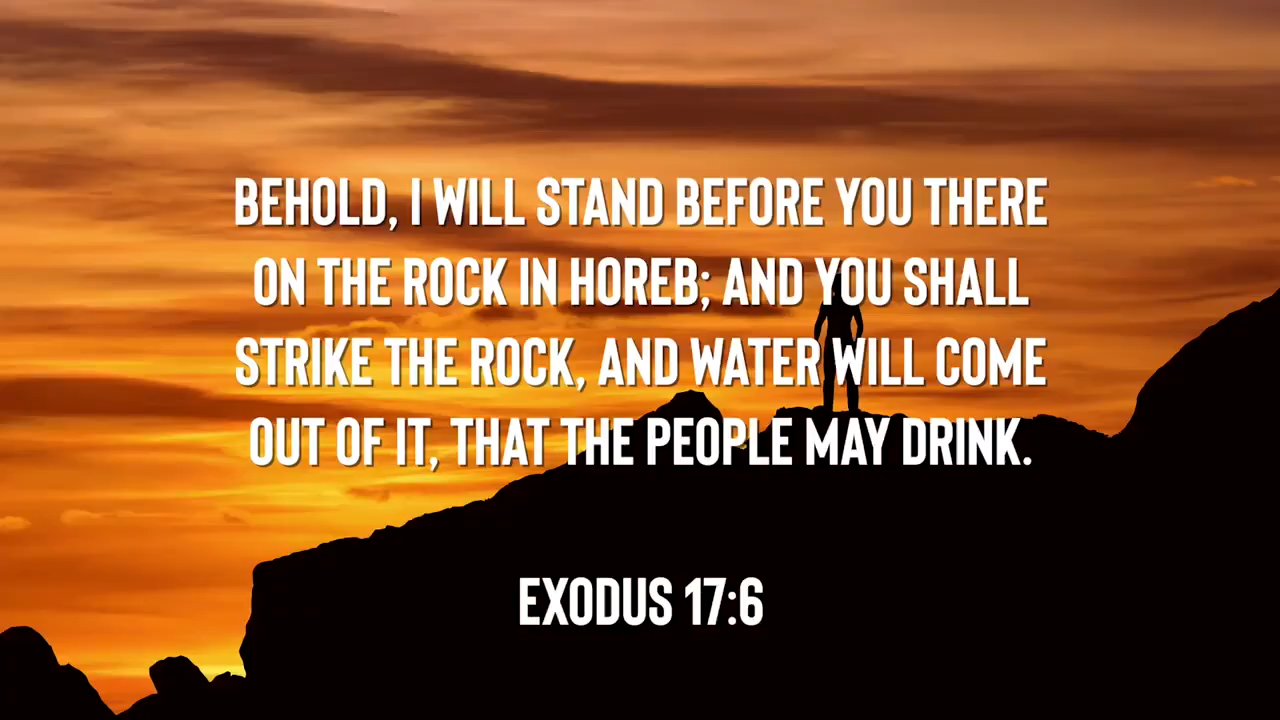 BEHOLD, I WILL STAND BEFORE YOU THERE
ON THE ROCK IN HOREB; AND YOU SHALL
STRIKE THE ROCK, AND WATER WILL COME
OUT OF IT, THAT THE PEOPLE MAY DRINK.
EXODUS 17:6